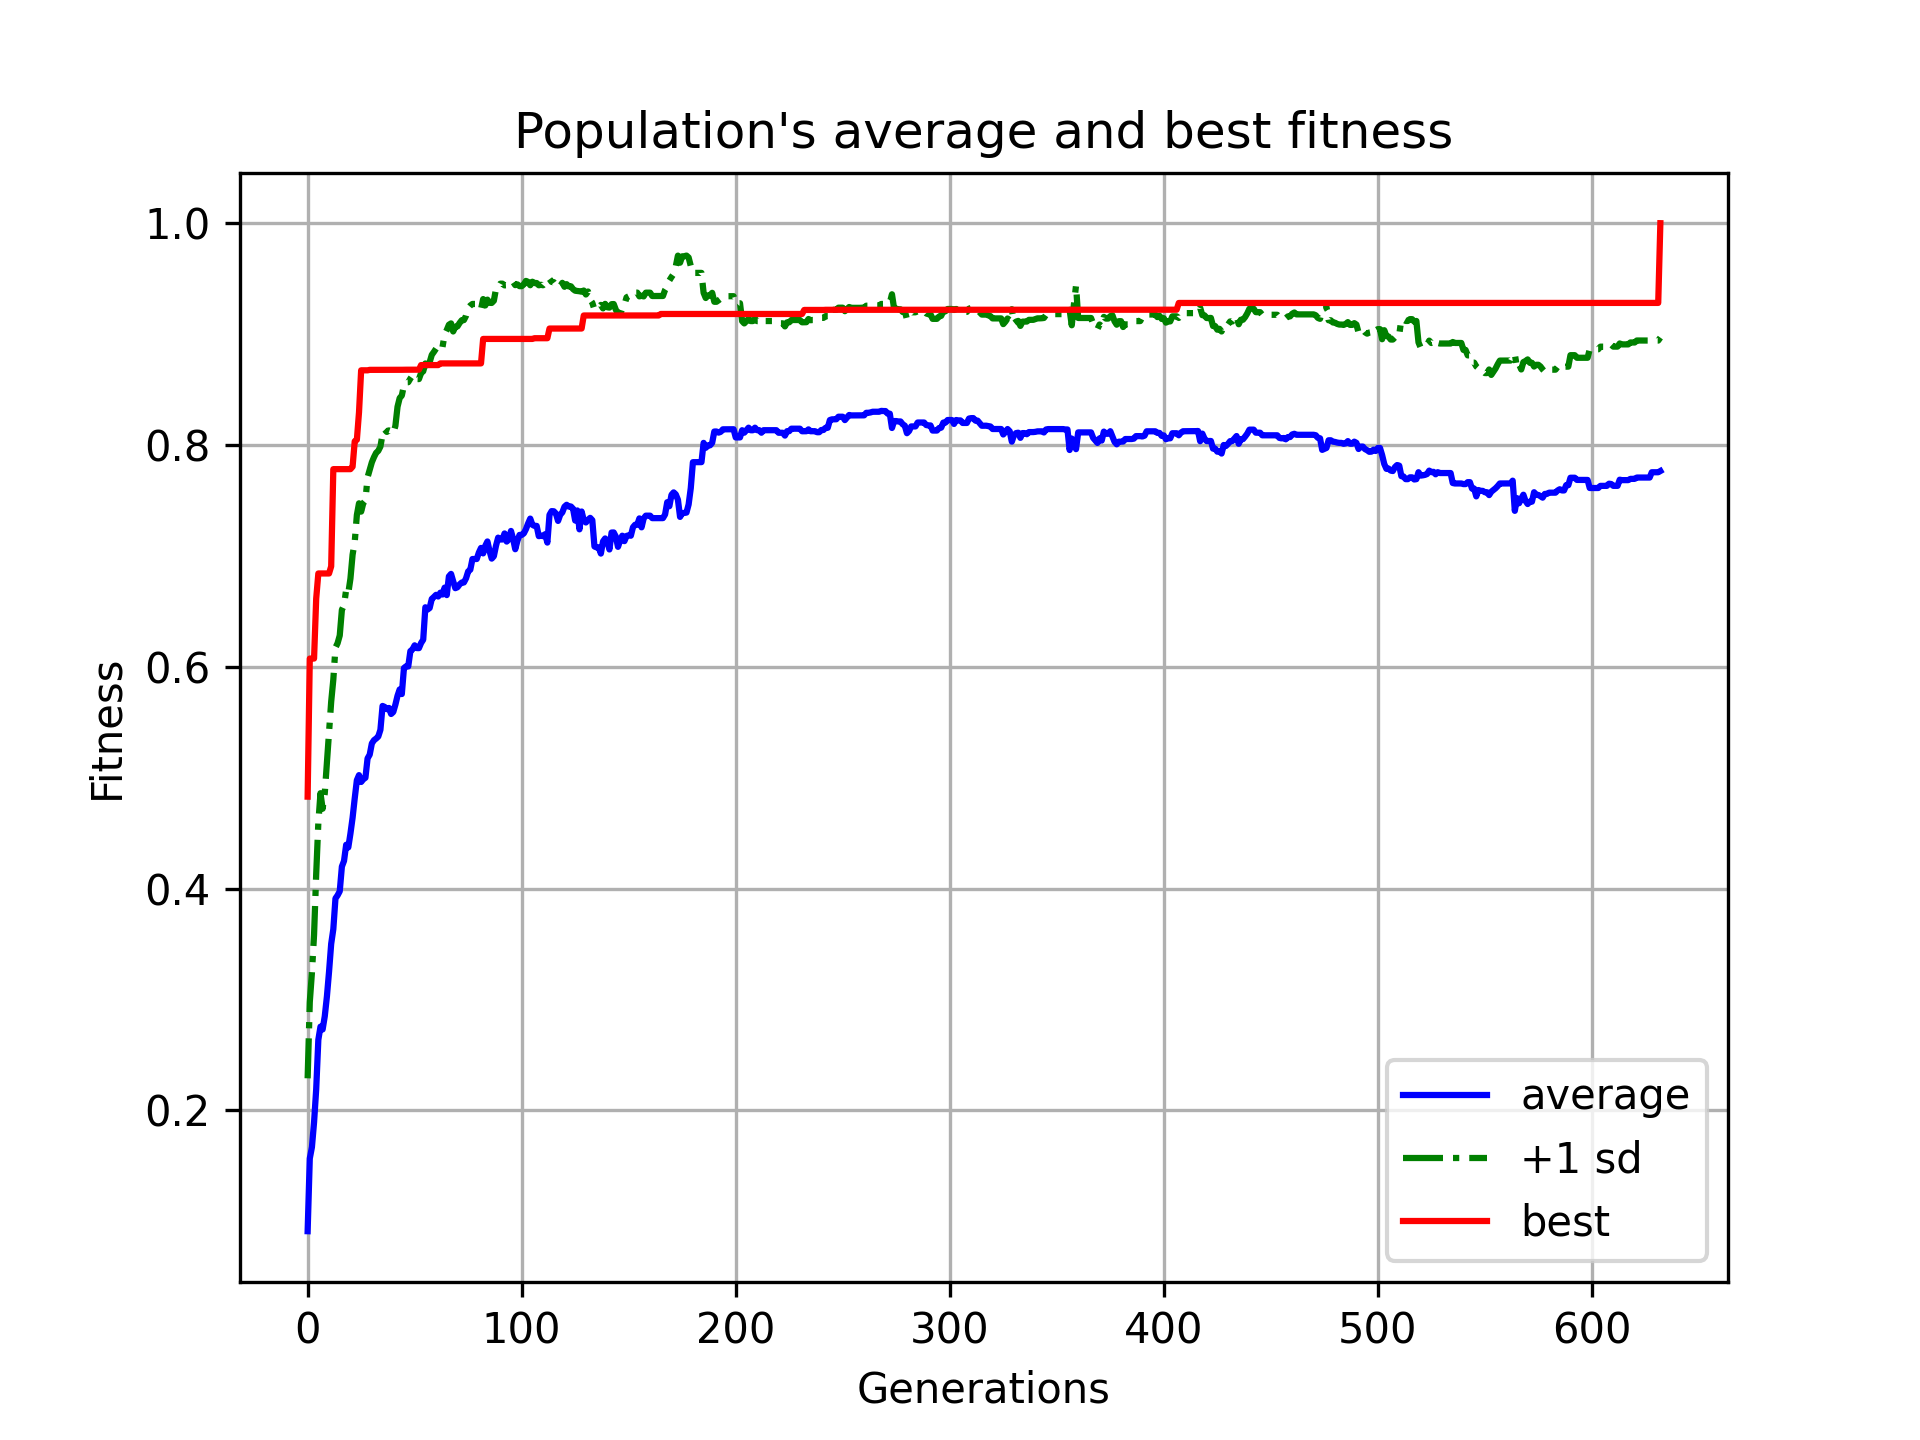 Population's average and best fitness
1.0
0.8
0.6
0.4
0.2
Fitness
0 100 200 300 400 500 600
Generations
average
+1 sd
best